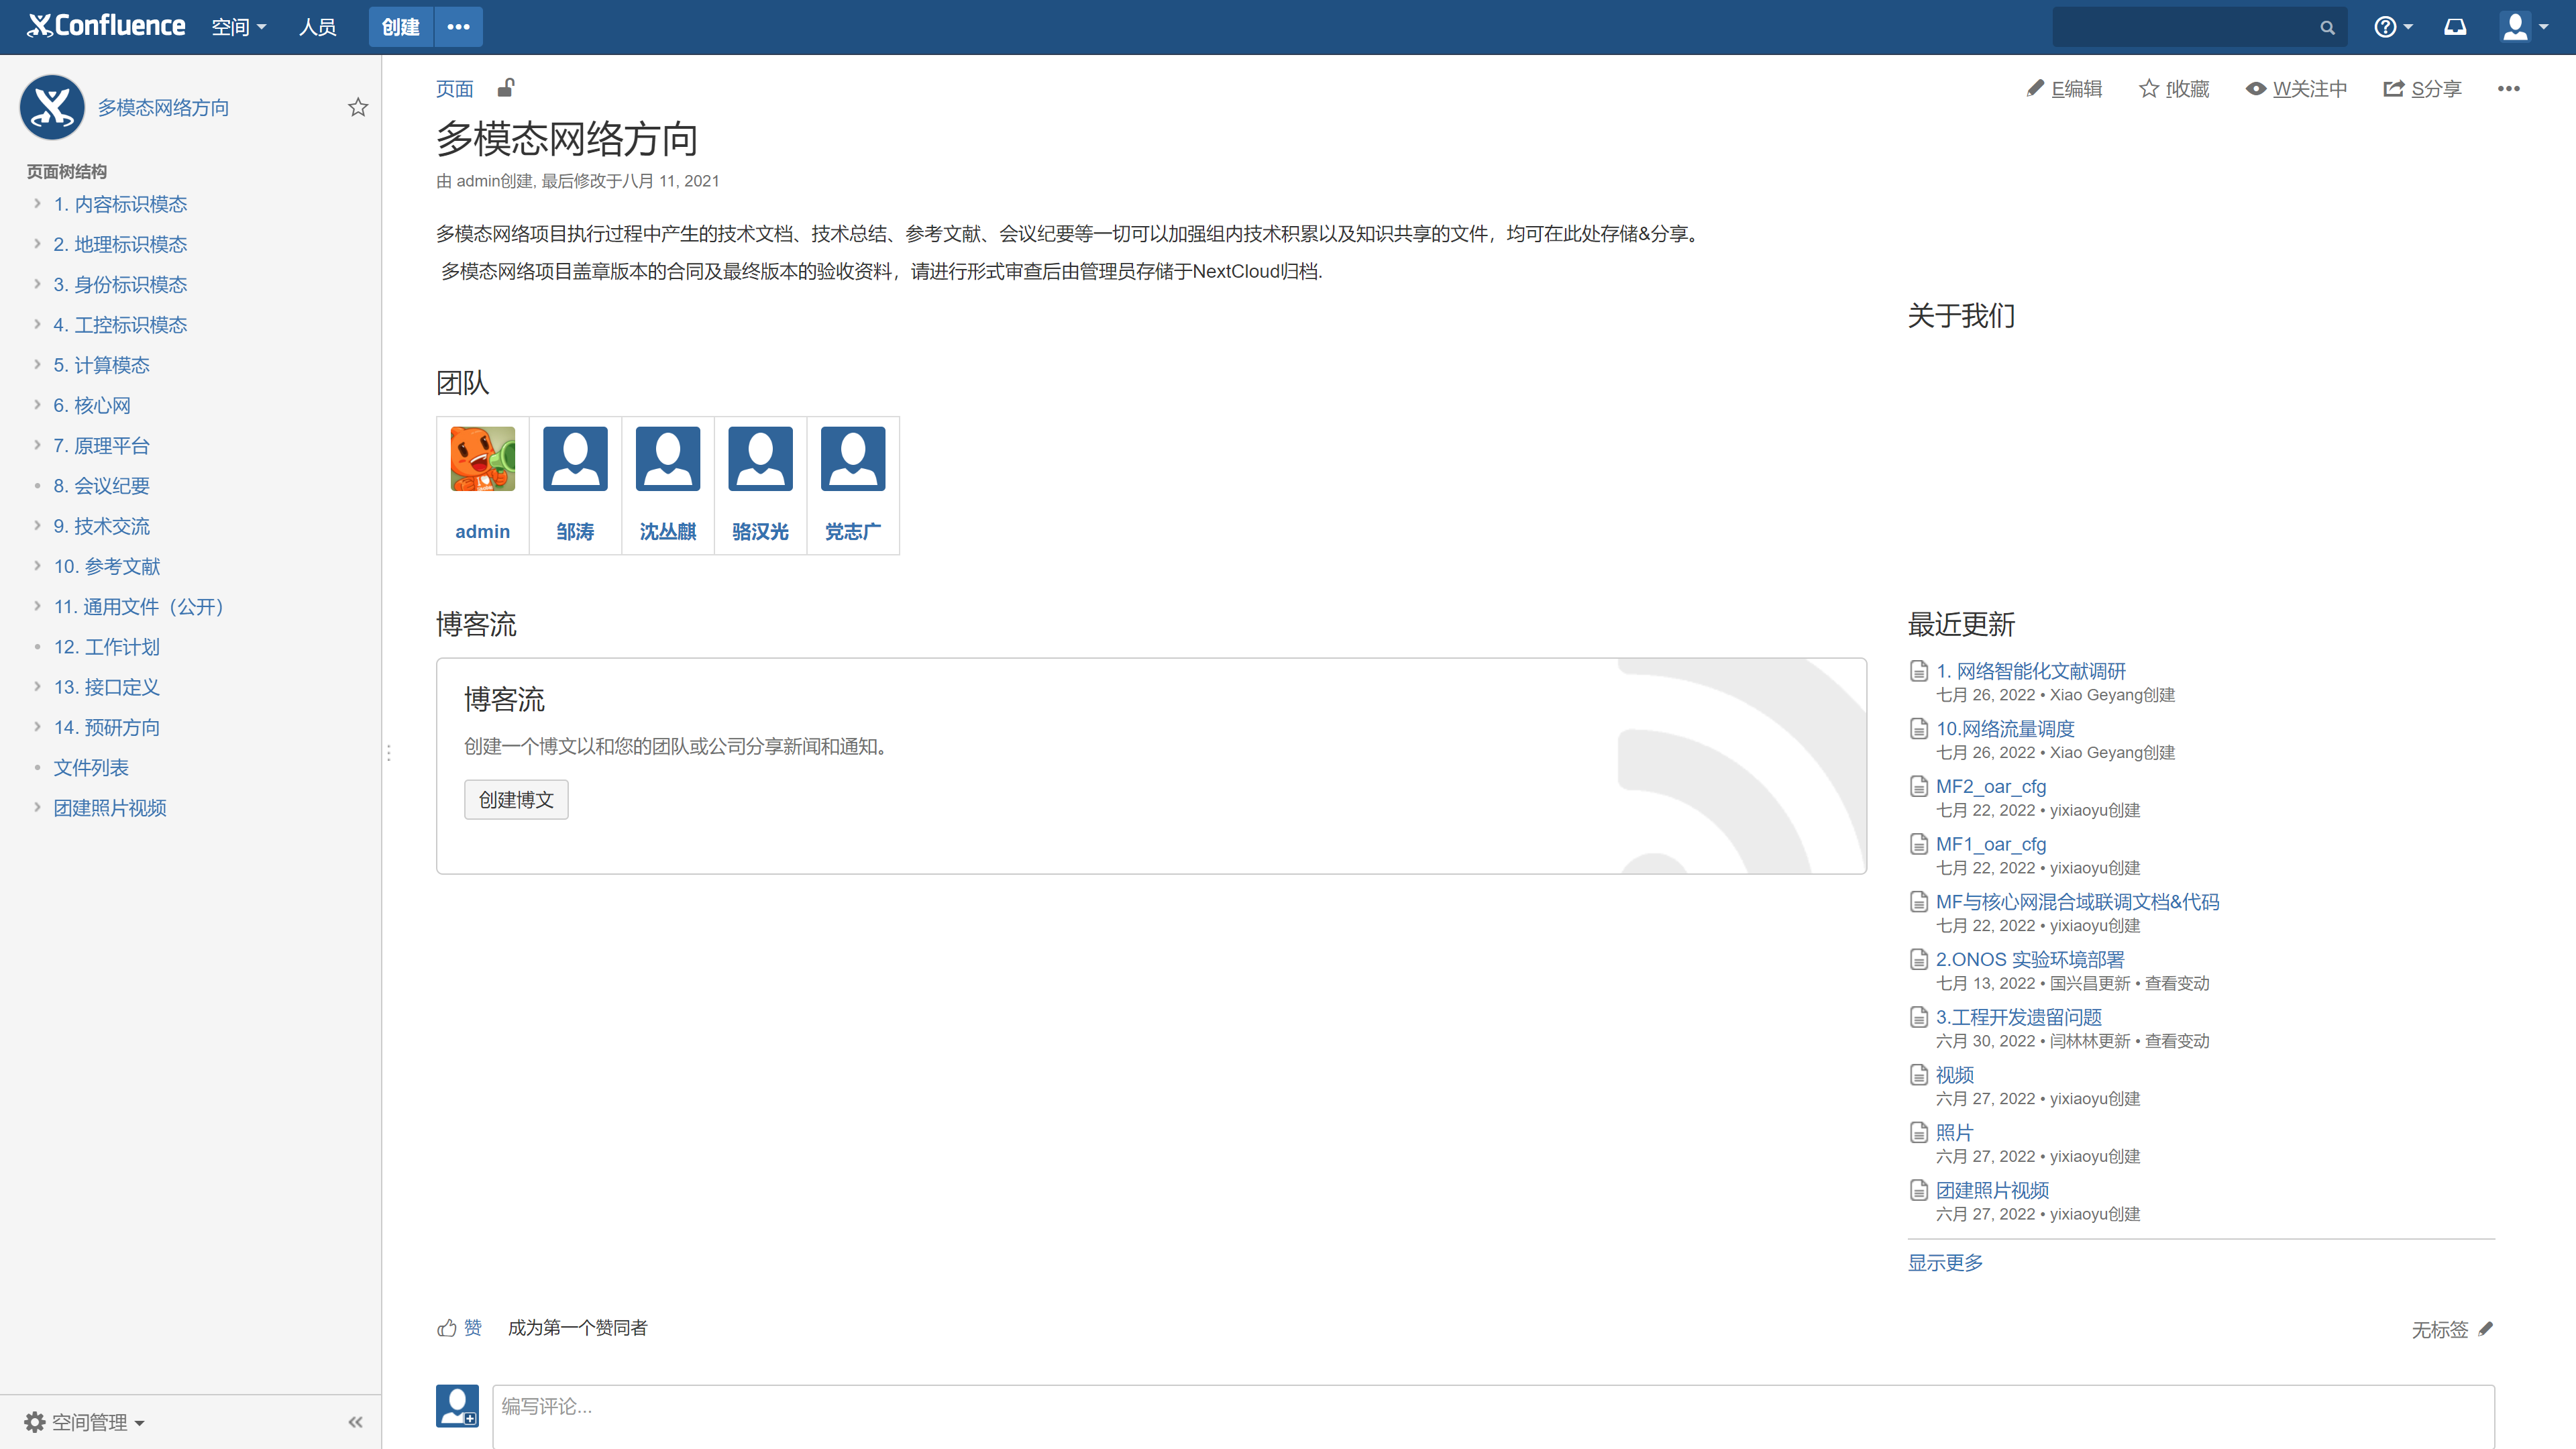 Confluence 空间 人员 创建
多模态网络方向
页面树结构
1. 内容标识模态
2. 地理标识模态
3. 身份标识模态
4. 工控标识模态
5. 计算模态
6. 核心网
7. 原理平台
8. 会议纪要
9. 技术交流
10. 参考文献
11. 通用文件（公开）
12. 工作计划
13. 接口定义
14. 预研方向
文件列表
团建照片视频
空间管理
页面
E编辑 f收藏 W关注中 S分享
多模态网络方向
由 admin创建, 最后修改于八月 11, 2021
多模态网络项目执行过程中产生的技术文档、技术总结、参考文献、会议纪要等一切可以加强组内技术积累以及知识共享的文件，均可在此处存储&分享。
多模态网络项目盖章版本的合同及最终版本的验收资料，请进行形式审查后由管理员存储于NextCloud归档.
关于我们
团队
admin 邹涛 沈丛麒 骆汉光 党志广
博客流
博客流
创建一个博文以和您的团队或公司分享新闻和通知。
创建博文
最近更新
1. 网络智能化文献调研
七月 26, 2022 • Xiao Geyang创建
10.网络流量调度
七月 26, 2022 • Xiao Geyang创建
MF2_oar_cfg
七月 22, 2022 • yixiaoyu创建
MF1_oar_cfg
七月 22, 2022 • yixiaoyu创建
MF与核心网混合域联调文档&代码
七月 22, 2022 • yixiaoyu创建
2.ONOS 实验环境部署
七月 13, 2022 • 国兴昌更新 • 查看变动
3.工程开发遗留问题
六月 30, 2022 • 闫林林更新 • 查看变动
视频
六月 27, 2022 • yixiaoyu创建
照片
六月 27, 2022 • yixiaoyu创建
团建照片视频
六月 27, 2022 • yixiaoyu创建
显示更多
赞 成为第一个赞同者
无标签
编写评论...